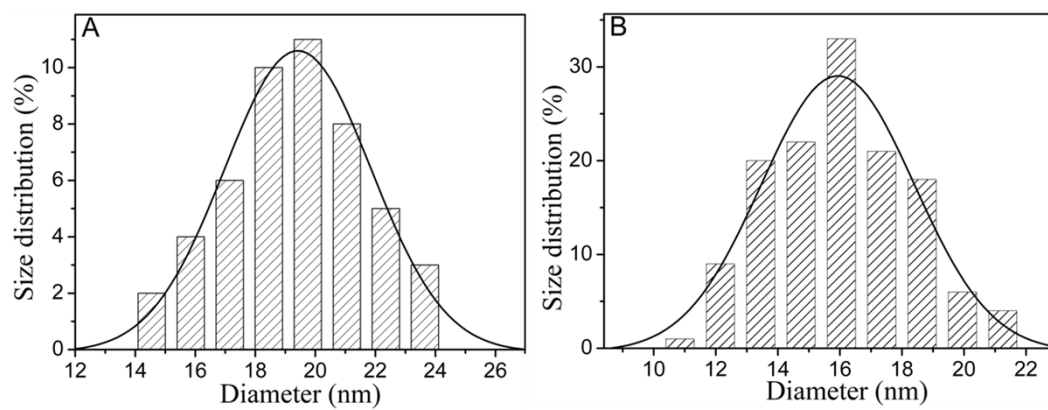 A
Size distribution (%)
10
8
6
4
2
0
12 14 16 18 20 22 24 26
Diameter (nm)
B
Size distribution (%)
30
20
10
0
10 12 14 16 18 20 22
Diameter (nm)